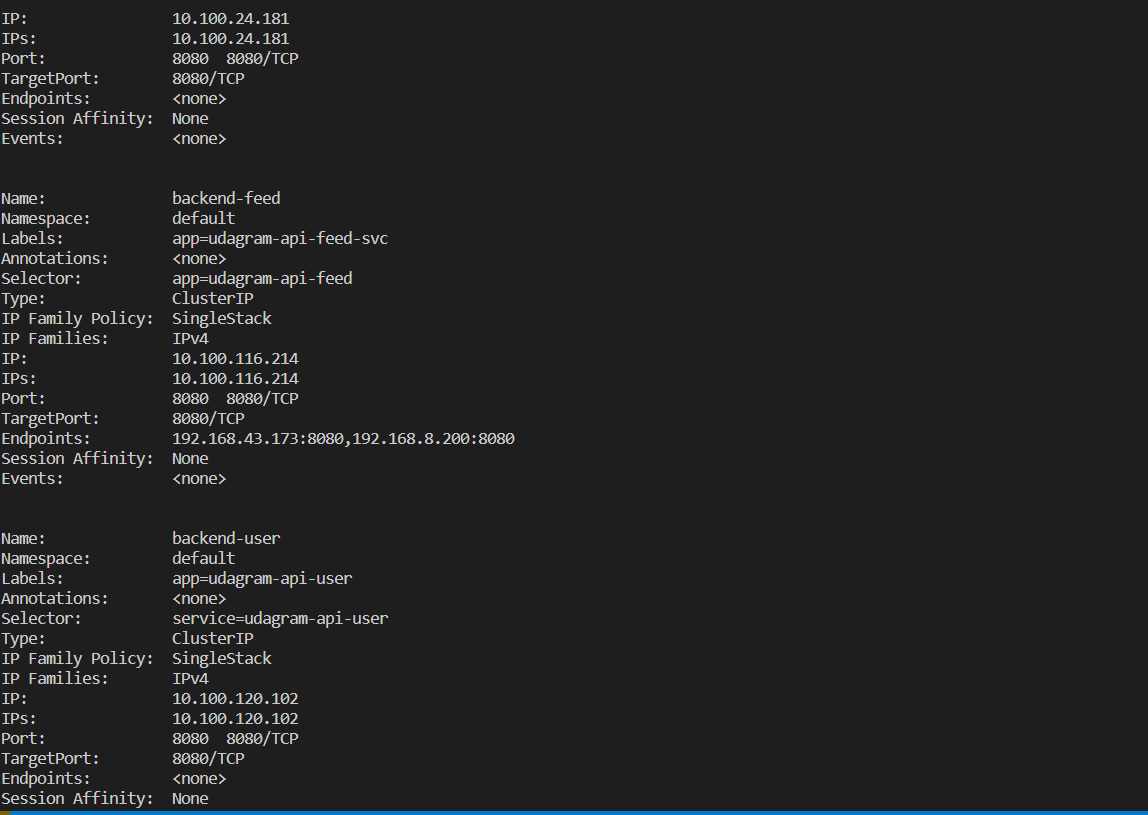 IP:                10.100.24.181
IPs:               10.100.24.181
Port:              8080  8080/TCP
TargetPort:        8080/TCP
Endpoints:         <none>
Session Affinity:  None
Events:            <none>
Name:              backend-feed
Namespace:         default
Labels:            app=udagram-api-feed-svc
Annotations:       <none>
Selector:          app=udagram-api-feed
Type:              ClusterIP
IP Family Policy:  SingleStack
IP Families:       IPv4
IP:                10.100.116.214
IPs:               10.100.116.214
Port:              8080  8080/TCP
TargetPort:        8080/TCP
Endpoints:         192.168.43.173:8080,192.168.8.200:8080
Session Affinity:  None
Events:            <none>
Name:              backend-user
Namespace:         default
Labels:            app=udagram-api-user
Annotations:       <none>
Selector:          service=udagram-api-user
Type:              ClusterIP
IP Family Policy:  SingleStack
IP Families:       IPv4
IP:                10.100.120.102
IPs:               10.100.120.102
Port:              8080  8080/TCP
TargetPort:        8080/TCP
Endpoints:         <none>
Session Affinity:  None